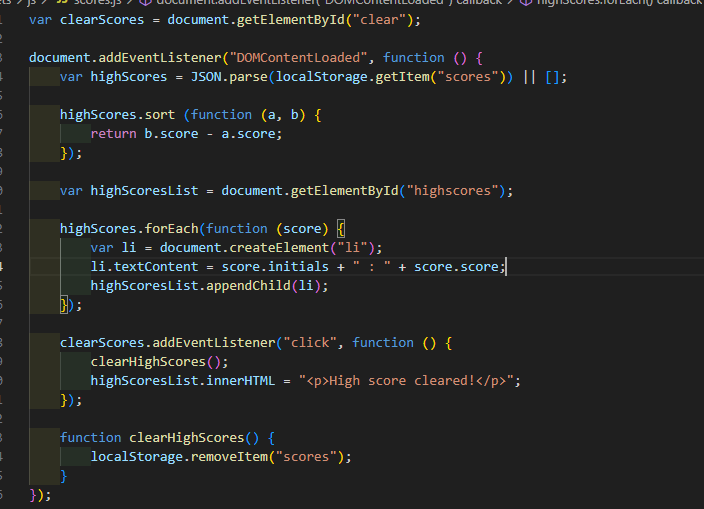 js > scores.js > document.addEventListener("DOMContentLoaded") callback > highScores.forEach() callback
var clearScores = document.getElementById("clear");
document.addEventListener("DOMContentLoaded", function () {
    var highScores = JSON.parse(localStorage.getItem("scores")) || [];
    highScores.sort (function (a, b) {
        return b.score - a.score;
    });
    var highScoresList = document.getElementById("highscores");
    highScores.forEach(function (score) {
        var li = document.createElement("li");
        li.textContent = score.initials + " : " + score.score;
        highScoresList.appendChild(li);
    });
    clearScores.addEventListener("click", function () {
        clearHighScores();
        highScoresList.innerHTML = "<p>High score cleared!</p>";
    });
    function clearHighScores() {
        localStorage.removeItem("scores");
    }
});